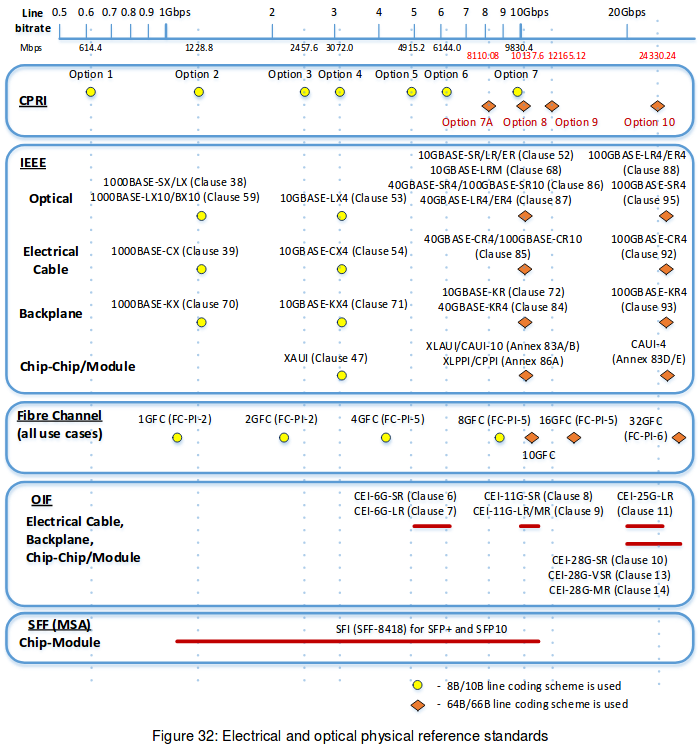 Line bitrate
0.5 0.6 0.7 0.8 0.9 1Gbps 2 3 4 5 6 7 8 9 10Gbps 20Gbps
Mbps 614.4 1228.8 2457.6 3072.0 4915.2 6144.0 9830.4
8110.08 10137.6 12165.12 24330.24
CPRI
Option 1 Option 2 Option 3 Option 4 Option 5 Option 6 Option 7
Option 7A Option 8 Option 9 Option 10
IEEE
Optical
1000BASE-SX/LX (Clause 38)
1000BASE-LX10/BX10 (Clause 59)
10GBASE-LX4 (Clause 53)
10GBASE-SR/LR/ER (Clause 52)
10GBASE-LRM (Clause 68)
40GBASE-SR4/100GBASE-SR10 (Clause 86)
40GBASE-LR4/ER4 (Clause 87)
100GBASE-LR4/ER4
(Clause 88)
100GBASE-SR4
(Clause 95)
Electrical
Cable
1000BASE-CX (Clause 39)
10GBASE-CX4 (Clause 54)
40GBASE-CR4/100GBASE-CR10
(Clause 85)
100GBASE-CR4
(Clause 92)
Backplane
1000BASE-KX (Clause 70)
10GBASE-KX4 (Clause 71)
10GBASE-KR (Clause 72)
40GBASE-KR4 (Clause 84)
100GBASE-KR4
(Clause 93)
Chip-Chip/Module
XAUI (Clause 47)
XLAUI/CAUI-10 (Annex 83A/B)
XLPPI/CPPI (Annex 86A)
CAUI-4
(Annex 83D/E)
Fibre Channel
(all use cases)
1GFC (FC-PI-2)
2GFC (FC-PI-2)
4GFC (FC-PI-5)
8GFC (FC-PI-5)
10GFC
16GFC (FC-PI-5)
32GFC
(FC-PI-6)
OIF
Electrical Cable,
Backplane,
Chip-Chip/Module
CEI-6G-SR (Clause 6)
CEI-6G-LR (Clause 7)
CEI-11G-SR (Clause 8)
CEI-11G-LR/MR (Clause 9)
CEI-25G-LR
(Clause 11)
CEI-28G-SR (Clause 10)
CEI-28G-VSR (Clause 13)
CEI-28G-MR (Clause 14)
SFF (MSA)
Chip-Module
SFI (SFF-8418) for SFP+ and SFP10
- 8B/10B line coding scheme is used
- 64B/66B line coding scheme is used
Figure 32: Electrical and optical physical reference standards